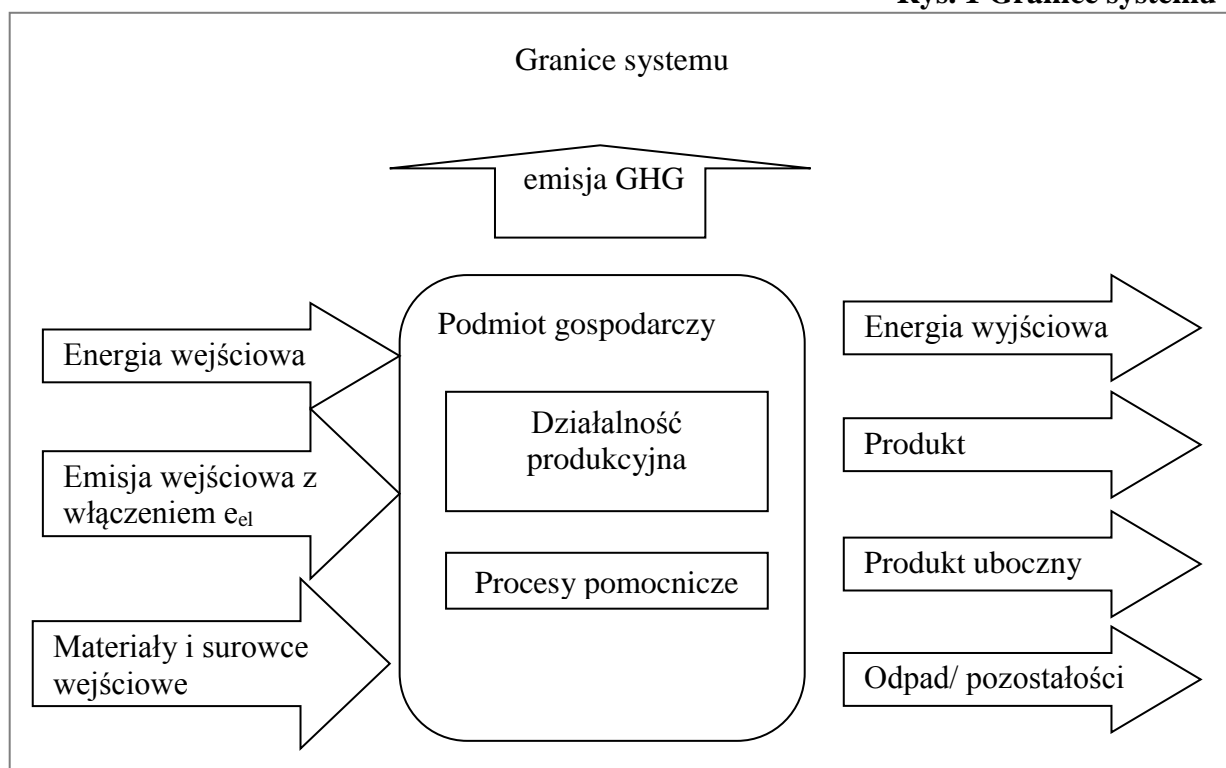 Rys. 1 Granice systemu
Granice systemu
emisja GHG
Podmiot gospodarczy
Energia wejściowa
Emisja wejściowa z
włączeniem eel
Materiały i surowce
wejściowe
Działalność
produkcyjna
Procesy pomocnicze
Energia wyjściowa
Produkt
Produkt uboczny
Odpad/ pozostałości